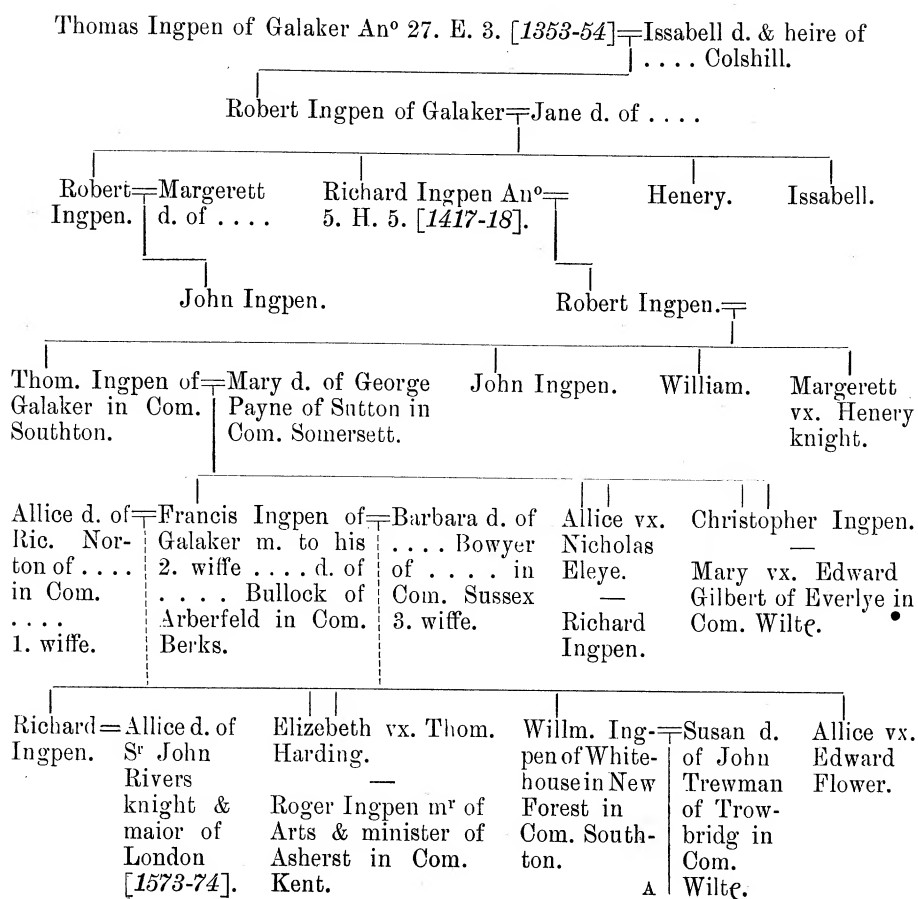 Thomas Ingpen of Galaker Anº 27. E. 3. [1353-54]=Issabell d. & heire of
. . . . Colshill.
Robert Ingpen of Galaker=Jane d. of . . . .
Robert=Margerett
Ingpen. d. of . . . .
Richard Ingpen Anº=
5. H. 5. [1417-18].
Henery.
Issabell.
John Ingpen.
Robert Ingpen.=
Thom. Ingpen of=Mary d. of George
Galaker in Com. Payne of Sutton in
Southton. Com. Somersett.
John Ingpen.
William.
Margerett
vx. Henery
knight.
Allice d. of=
Ric. Nor-
ton of . . . .
in Com.
. . . .
1. wiffe.
Francis Ingpen of=
Galaker m. to his
2. wiffe . . . . d. of
. . . . Bullock of
Arberfeld in Com.
Berks.
Barbara d. of
. . . . Bowyer
of . . . . in
Com. Sussex
3. wiffe.
Allice vx.
Nicholas
Eleye.
—
Richard
Ingpen.
Christopher Ingpen.
—
Mary vx. Edward
Gilbert of Everlye in
Com. Wiltꝭ.
Richard=
Ingpen.
Allice d. of
Sʳ John
Rivers
knight &
maior of
London
[1573-74].
Elizebeth vx. Thom.
Harding.
—
Roger Ingpen mʳ of
Arts & minister of
Asherst in Com.
Kent.
Willm. Ing-=
pen of White-
house in New
Forest in
Com. South-
ton.
A
Susan d.
of John
Trewman
of Trow-
bridg in
Com.
Wiltꝭ.
Allice vx.
Edward
Flower.